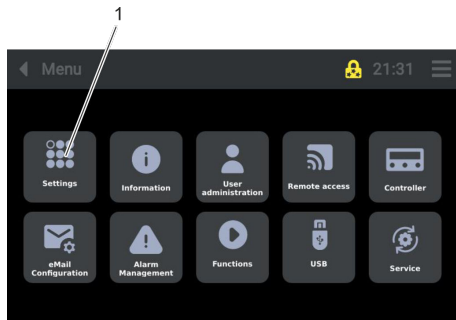 1
Menu
21:31
Settings
Information
User
administration
Remote access
Controller
eMail
Configuration
Alarm
Management
Functions
USB
Service